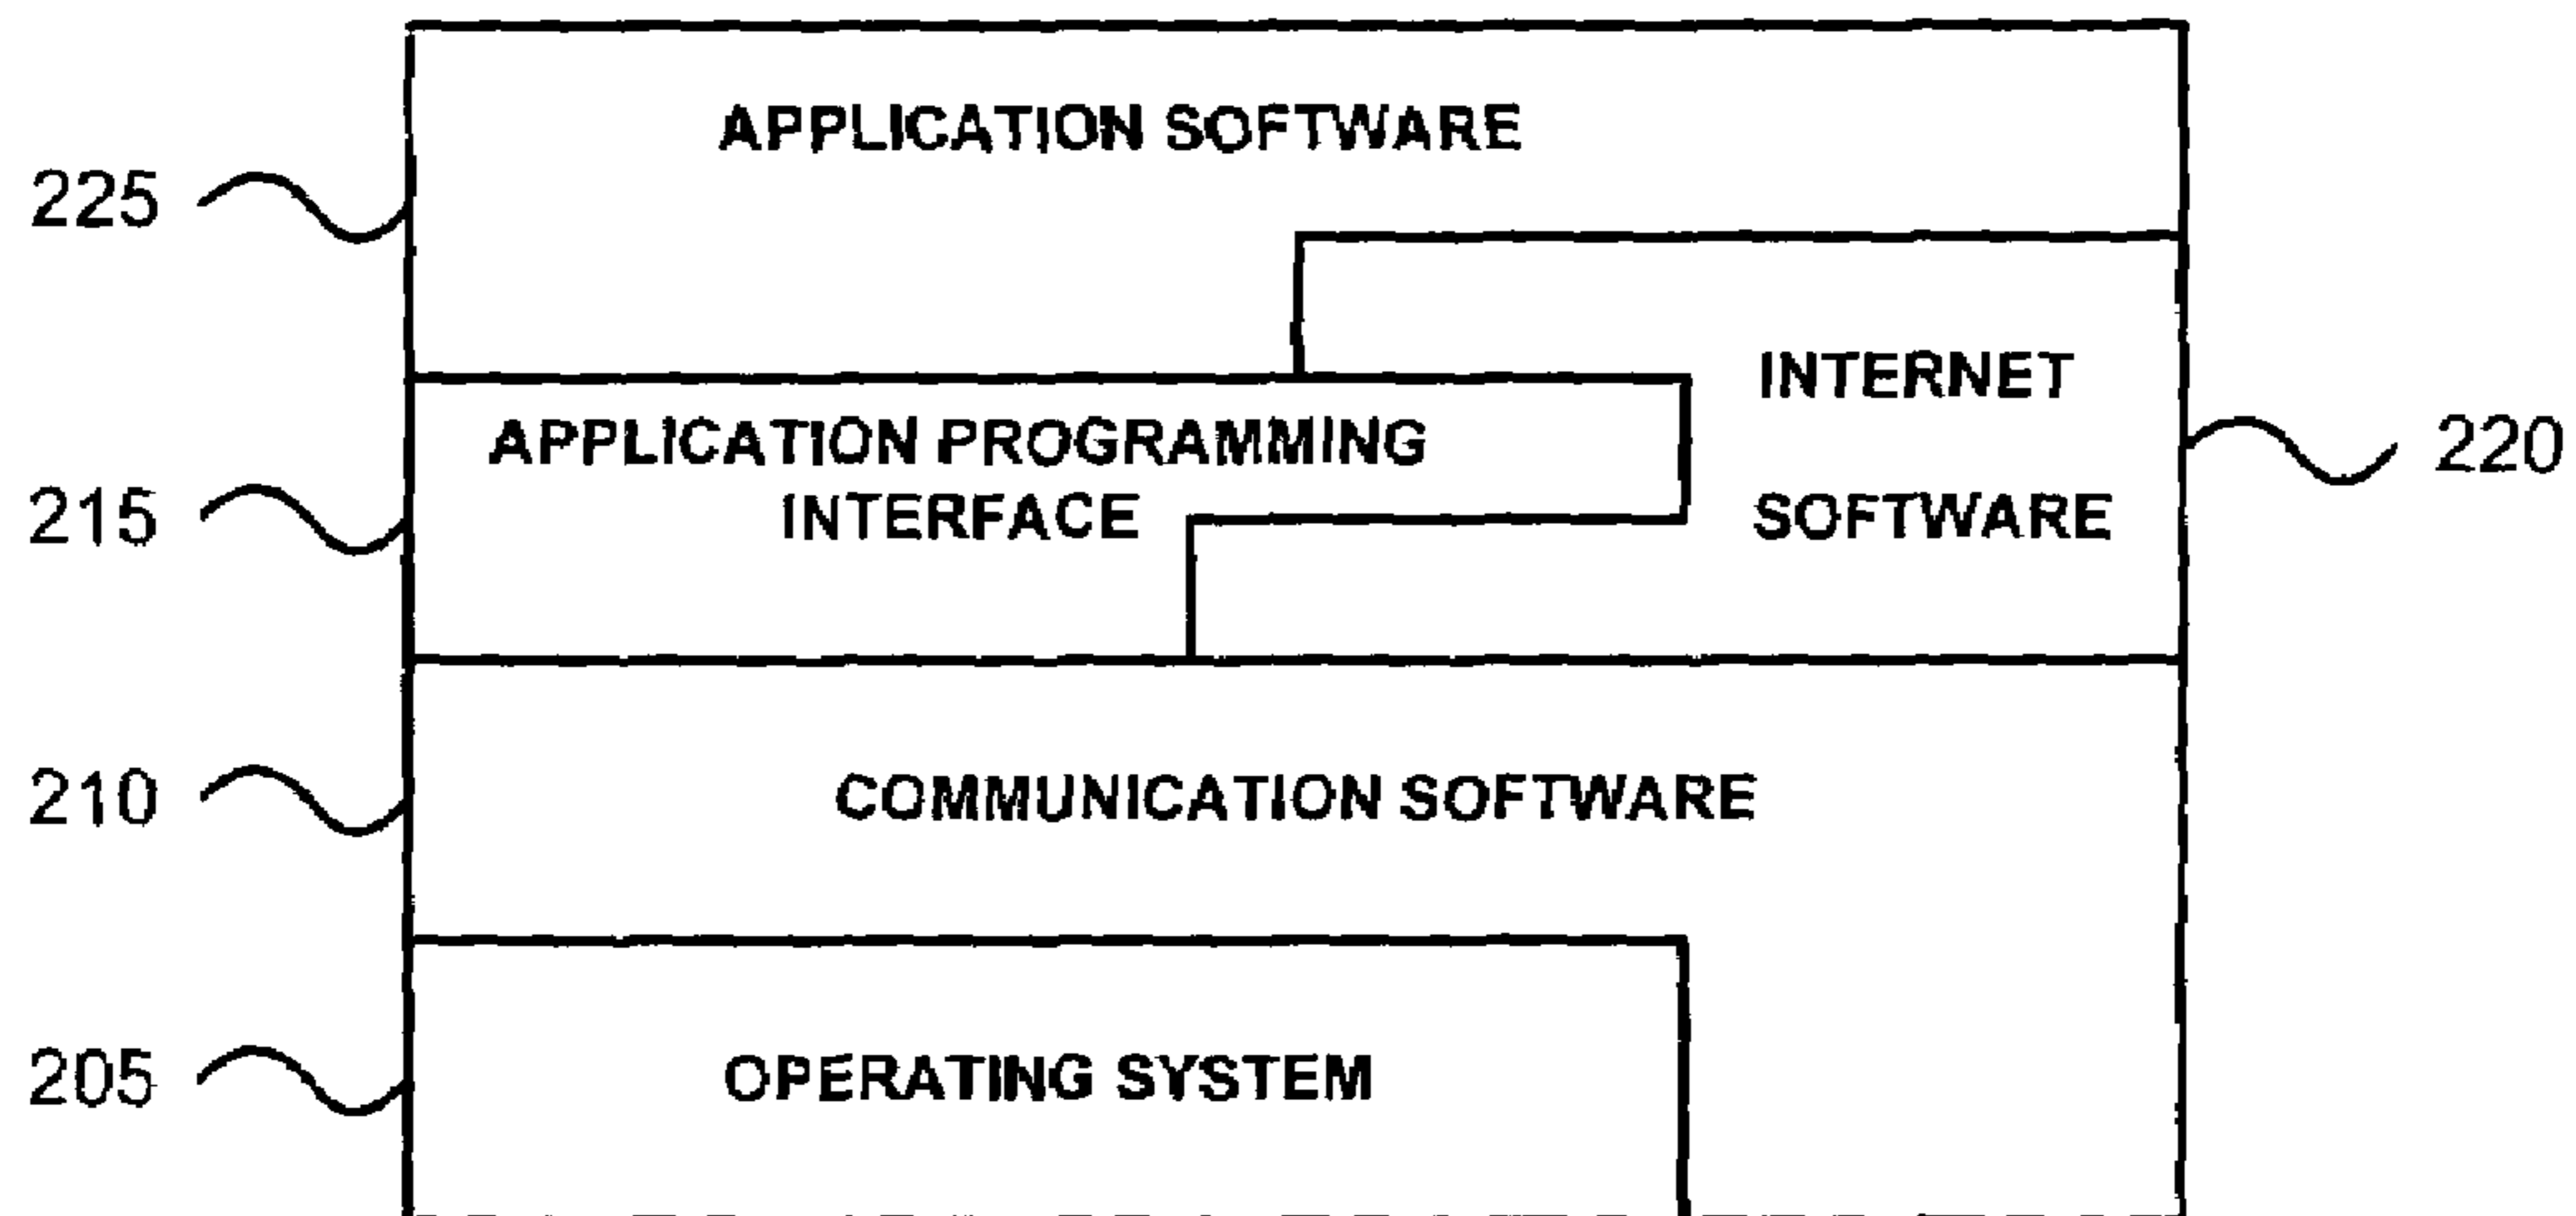 APPLICATION SOFTWARE
225
INTERNET
SOFTWARE
220
APPLICATION PROGRAMMING
INTERFACE
215
COMMUNICATION SOFTWARE
210
OPERATING SYSTEM
205